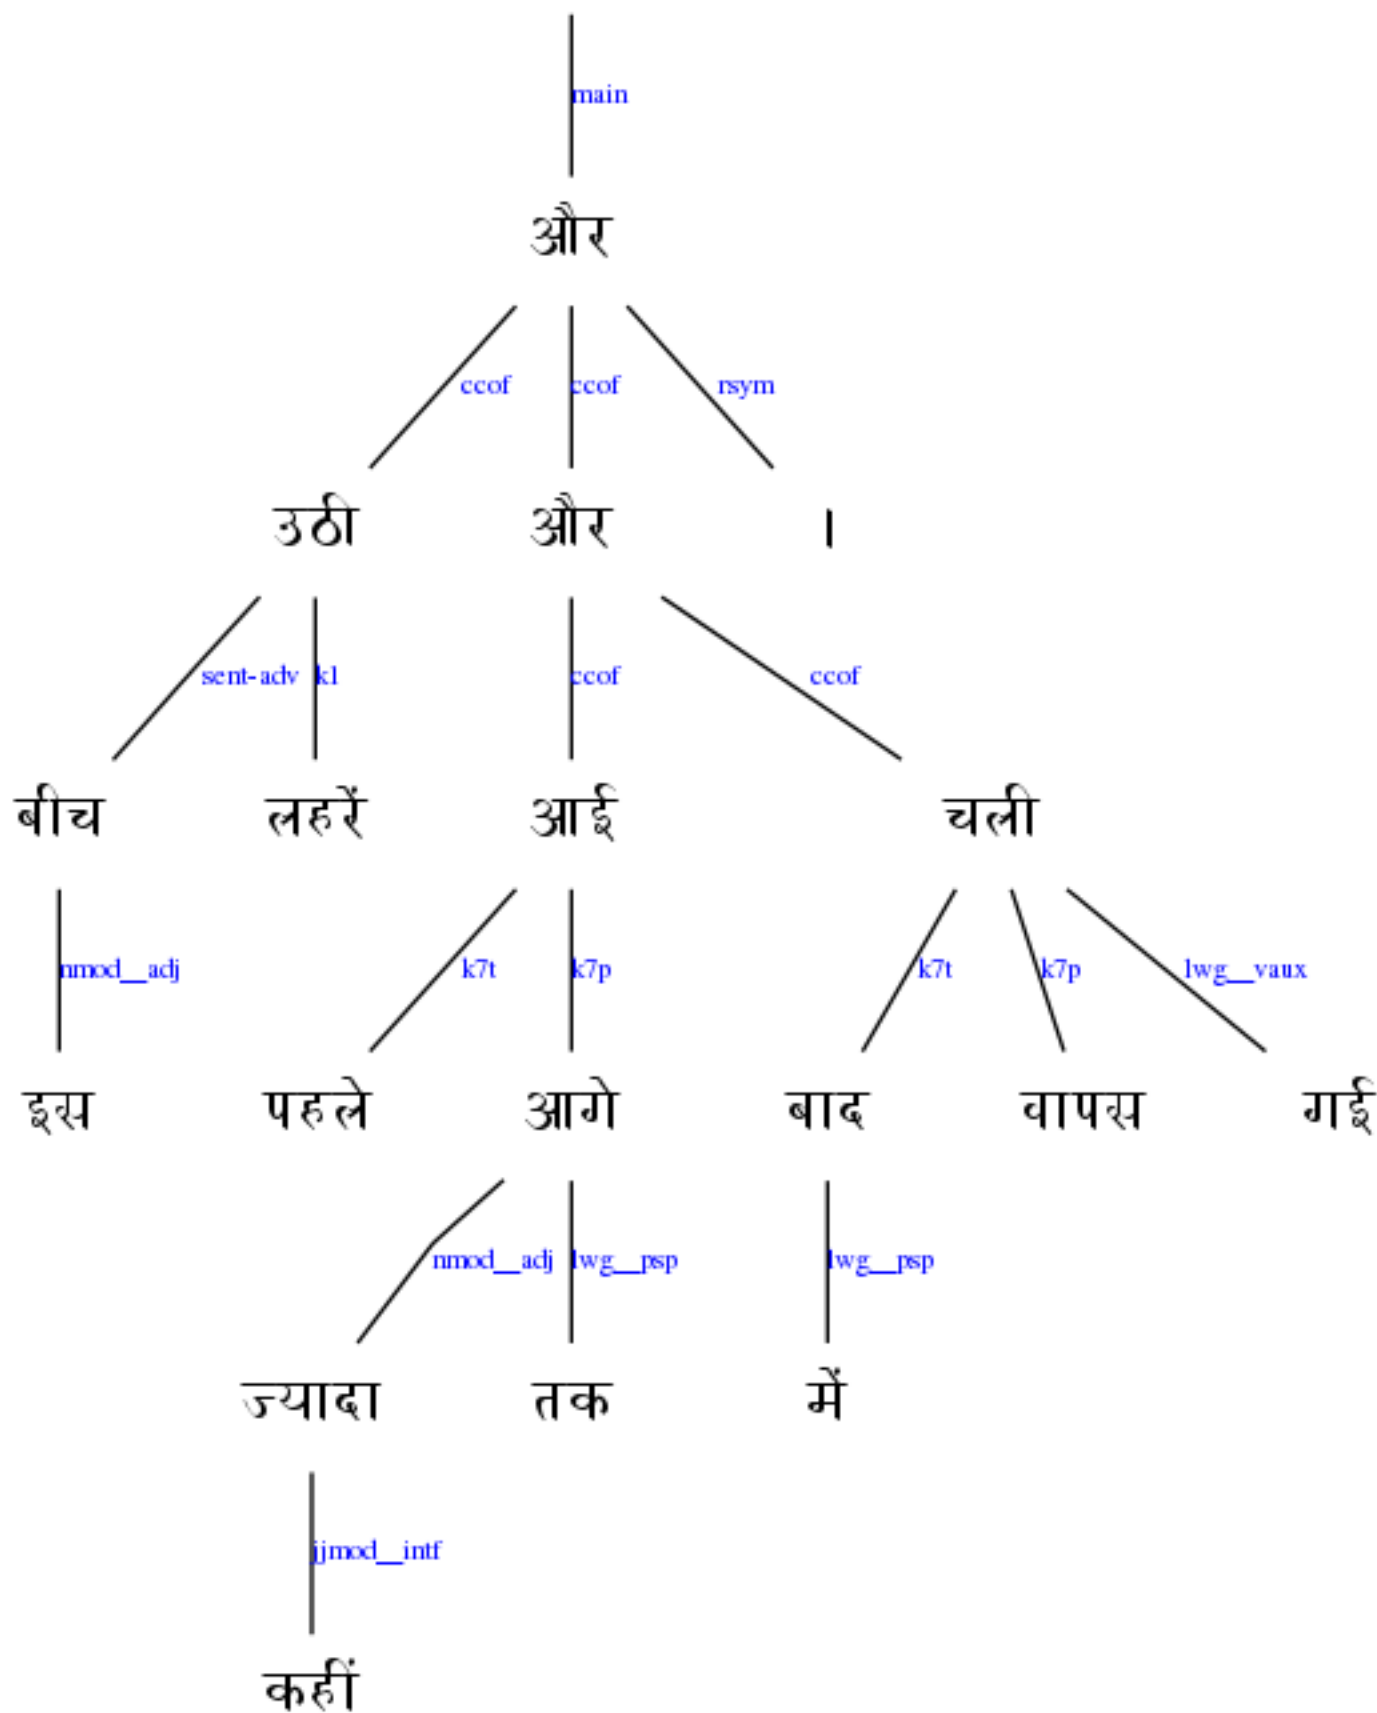 main
और
ccof ccof rsym
उठी और ।
sent-adv k1 ccof ccof
बीच लहरें आई चली
nmod__adj k7t k7p k7t k7p lwg__vaux
इस पहले आगे बाद वापस गई
nmod__adj lwg__psp lwg__psp
ज्यादा तक में
jjmod__intf
कहीं